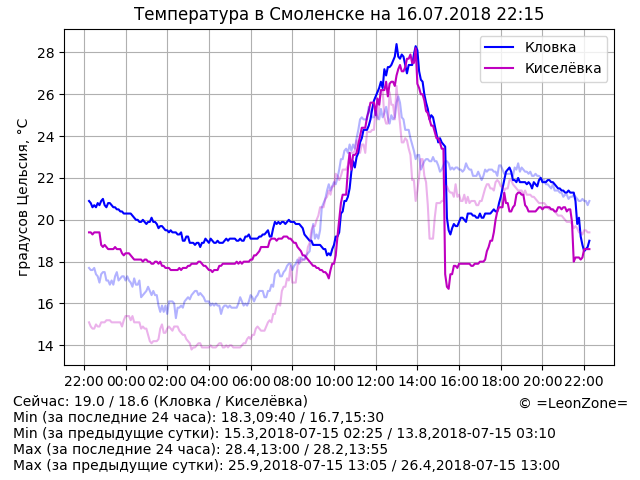 Температура в Смоленске на 16.07.2018 22:15
Кловка
Киселёвка
градусов Цельсия, °C
28
26
24
22
20
18
16
14
22:00 00:00 02:00 04:00 06:00 08:00 10:00 12:00 14:00 16:00 18:00 20:00 22:00
Сейчас: 19.0 / 18.6 (Кловка / Киселёвка)
© =LeonZone=
Min (за последние 24 часа): 18.3,09:40 / 16.7,15:30
Min (за предыдущие сутки): 15.3,2018-07-15 02:25 / 13.8,2018-07-15 03:10
Max (за последние 24 часа): 28.4,13:00 / 28.2,13:55
Max (за предыдущие сутки): 25.9,2018-07-15 13:05 / 26.4,2018-07-15 13:00